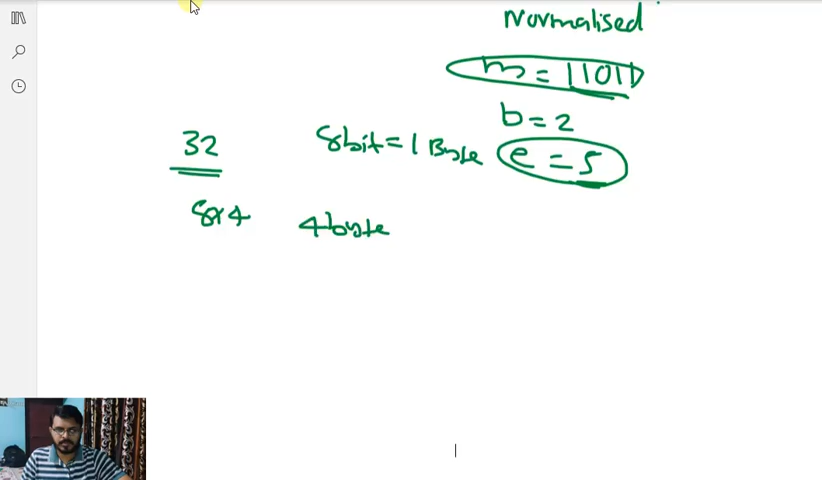 Normalised
m = 11011
b = 2
32
8bit = 1 Byte
e = 5
8x4
4byte